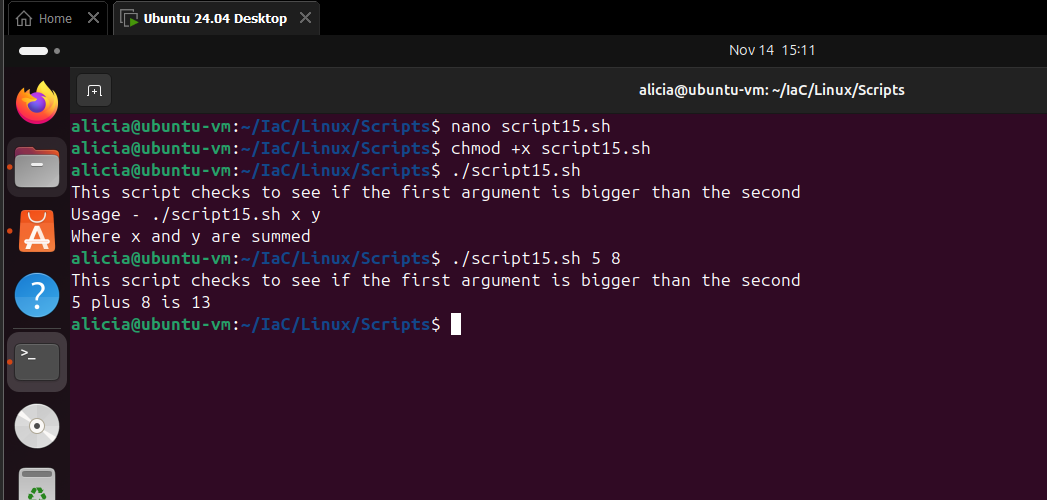 Home
Ubuntu 24.04 Desktop
Nov 14 15:11
alicia@ubuntu-vm: ~/IaC/Linux/Scripts
alicia@ubuntu-vm:~/IaC/Linux/Scripts$ nano script15.sh
alicia@ubuntu-vm:~/IaC/Linux/Scripts$ chmod +x script15.sh
alicia@ubuntu-vm:~/IaC/Linux/Scripts$ ./script15.sh
This script checks to see if the first argument is bigger than the second
Usage - ./script15.sh x y
Where x and y are summed
alicia@ubuntu-vm:~/IaC/Linux/Scripts$ ./script15.sh 5 8
This script checks to see if the first argument is bigger than the second
5 plus 8 is 13
alicia@ubuntu-vm:~/IaC/Linux/Scripts$